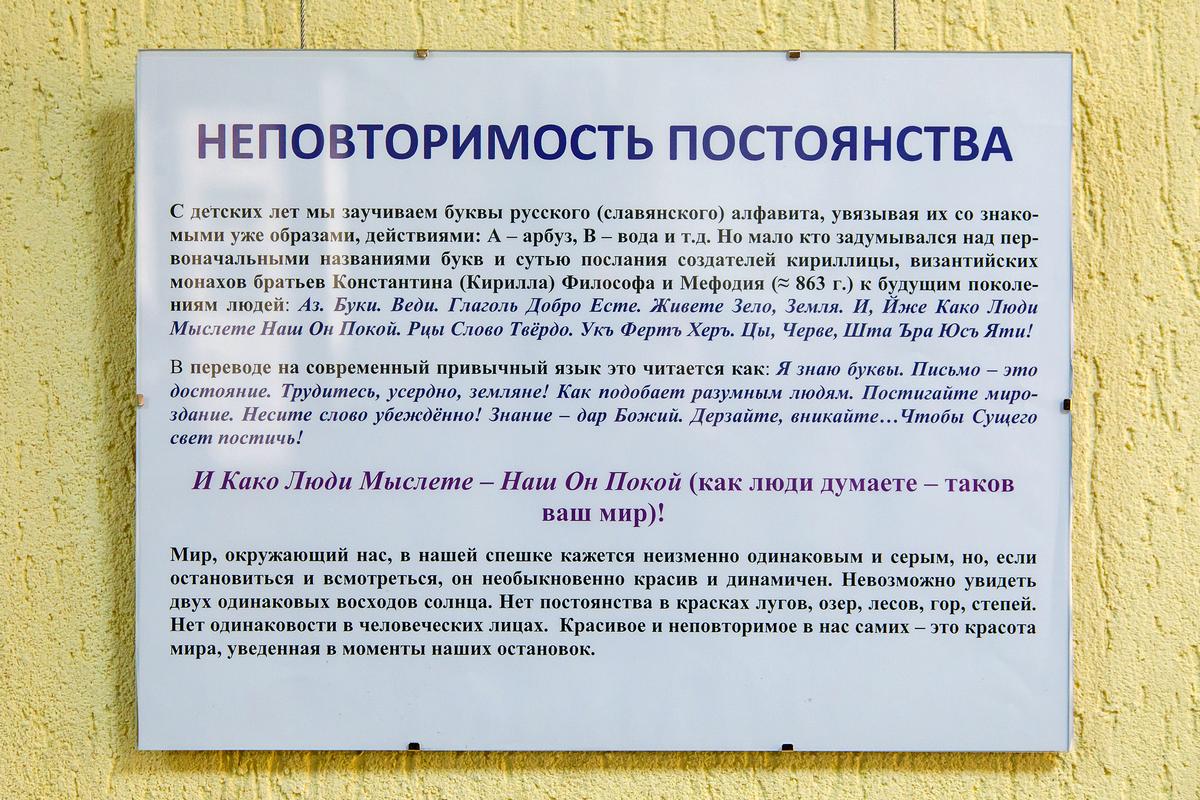 НЕПОВТОРИМОСТЬ ПОСТОЯНСТВА
С детских лет мы заучиваем буквы русского (славянского) алфавита, увязывая их со знако-
мыми уже образами, действиями: А – арбуз, В – вода и т.д. Но мало кто задумывался над пер-
воначальными названиями букв и сутью послания создателей кириллицы, византийских
монахов братьев Константина (Кирилла) Философа и Мефодия (≈ 863 г.) к будущим поколе-
ниям людей: Аз. Буки. Веди. Глаголь Добро Есте. Живете Зело, Земля. И, Йже Како Люди
Мыслете Наш Он Покой. Рцы Слово Твёрдо. Укъ Фертъ Херъ. Цы, Черве, Шта Ъра Юсъ Яти!
В переводе на современный привычный язык это читается как: Я знаю буквы. Письмо – это
достояние. Трудитесь, усердно, земляне! Как подобает разумным людям. Постигайте миро-
здание. Несите слово убеждённо! Знание – дар Божий. Дерзайте, вникайте…Чтобы Сущего
свет постичь!
И Како Люди Мыслете – Наш Он Покой (как люди думаете – таков
ваш мир)!
Мир, окружающий нас, в нашей спешке кажется неизменно одинаковым и серым, но, если
остановиться и всмотреться, он необыкновенно красив и динамичен. Невозможно увидеть
двух одинаковых восходов солнца. Нет постоянства в красках лугов, озер, лесов, гор, степей.
Нет одинаковости в человеческих лицах. Красивое и неповторимое в нас самих – это красота
мира, уведенная в моменты наших остановок.